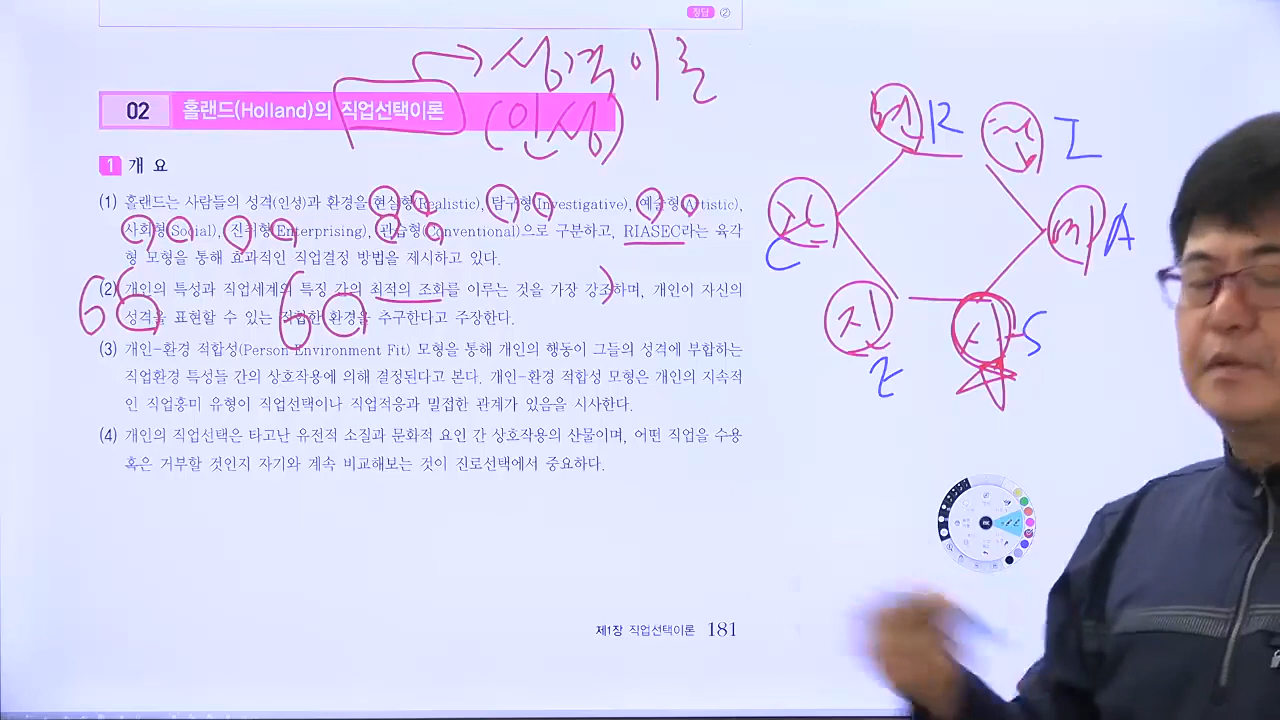 정답 ②
성격이론
02 홀랜드(Holland)의 직업선택이론
(인성)
1 개 요
(1) 홀랜드는 사람들의 성격(인성)과 환경을 현실형(Realistic), 탐구형(Investigative), 예술형(Artistic),
사회형(Social), 진취형(Enterprising), 관습형(Conventional)으로 구분하고, RIASEC라는 육각
형 모형을 통해 효과적인 직업결정 방법을 제시하고 있다.
(2) 개인의 특성과 직업세계의 특징 간의 최적의 조화를 이루는 것을 가장 강조하며, 개인이 자신의
성격을 표현할 수 있는 적합한 환경을 추구한다고 주장한다.
6 6
(3) 개인-환경 적합성(Person Environment Fit) 모형을 통해 개인의 행동이 그들의 성격에 부합하는
직업환경 특성들 간의 상호작용에 의해 결정된다고 본다. 개인-환경 적합성 모형은 개인의 지속적
인 직업흥미 유형이 직업선택이나 직업적응과 밀접한 관계가 있음을 시사한다.
(4) 개인의 직업선택은 타고난 유전적 소질과 문화적 요인 간 상호작용의 산물이며, 어떤 직업을 수용
혹은 거부할 것인지 자기와 계속 비교해보는 것이 진로선택에서 중요하다.
현 R
I
예 A
C
사 S
진 E
제1장 직업선택이론 181